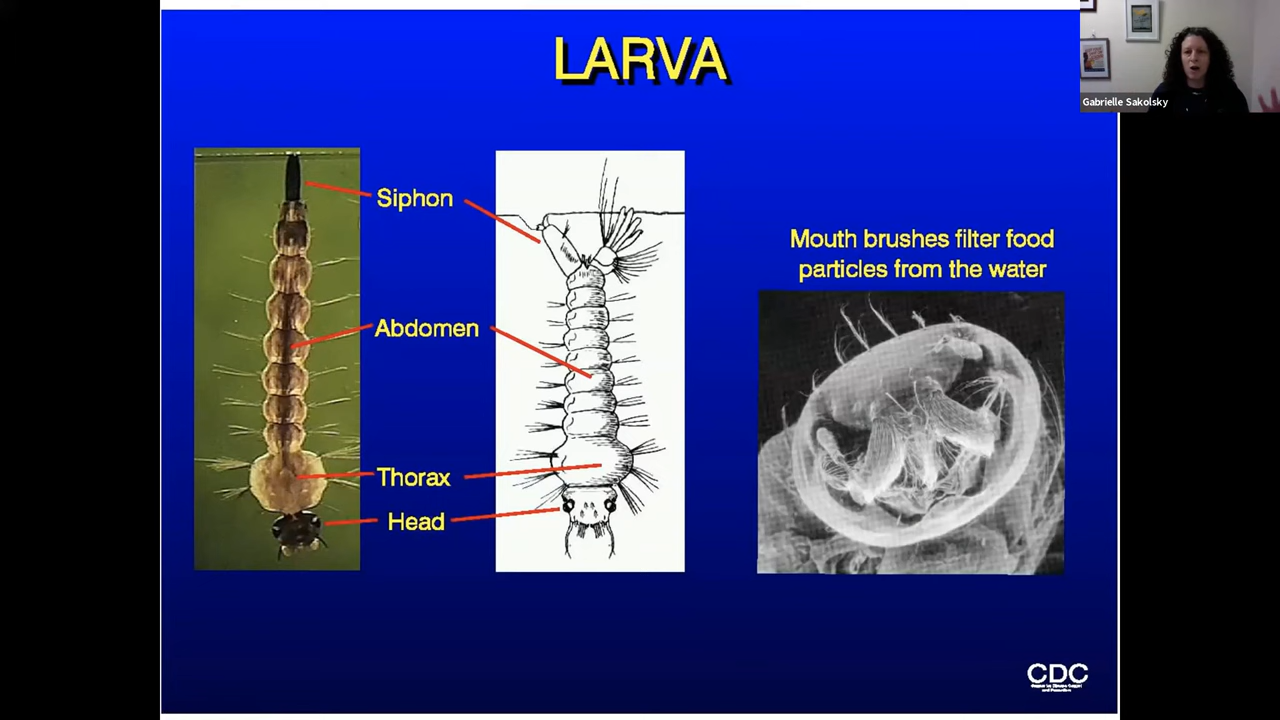 LARVA
Gabrielle Sakolsky
Siphon
Mouth brushes filter food
particles from the water
Abdomen
Thorax
Head
CDC